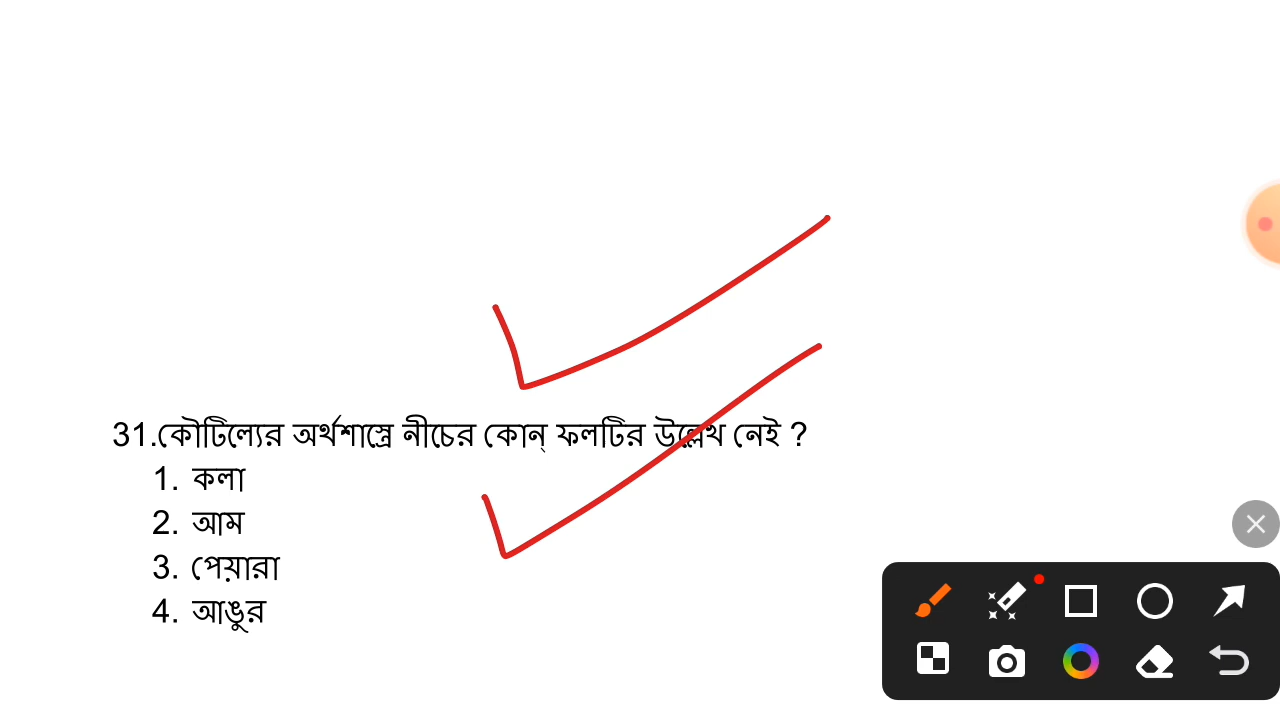 31.কৌটিল্যের অর্থশাস্ত্রে নীচের কোন্ ফলটির উল্লেখ নেই ?
1. কলা
2. আম
3. পেয়ারা
4. আঙুর